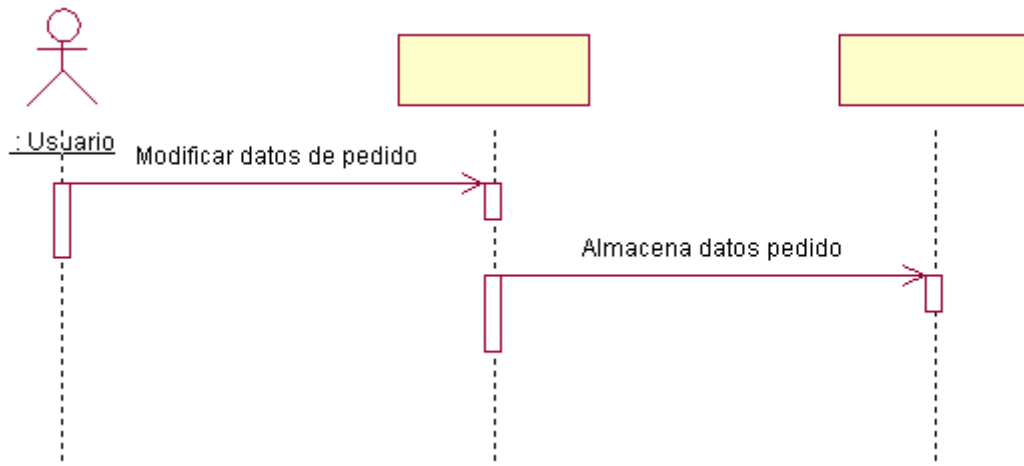 : Usuario
Modificar datos de pedido
Almacena datos pedido